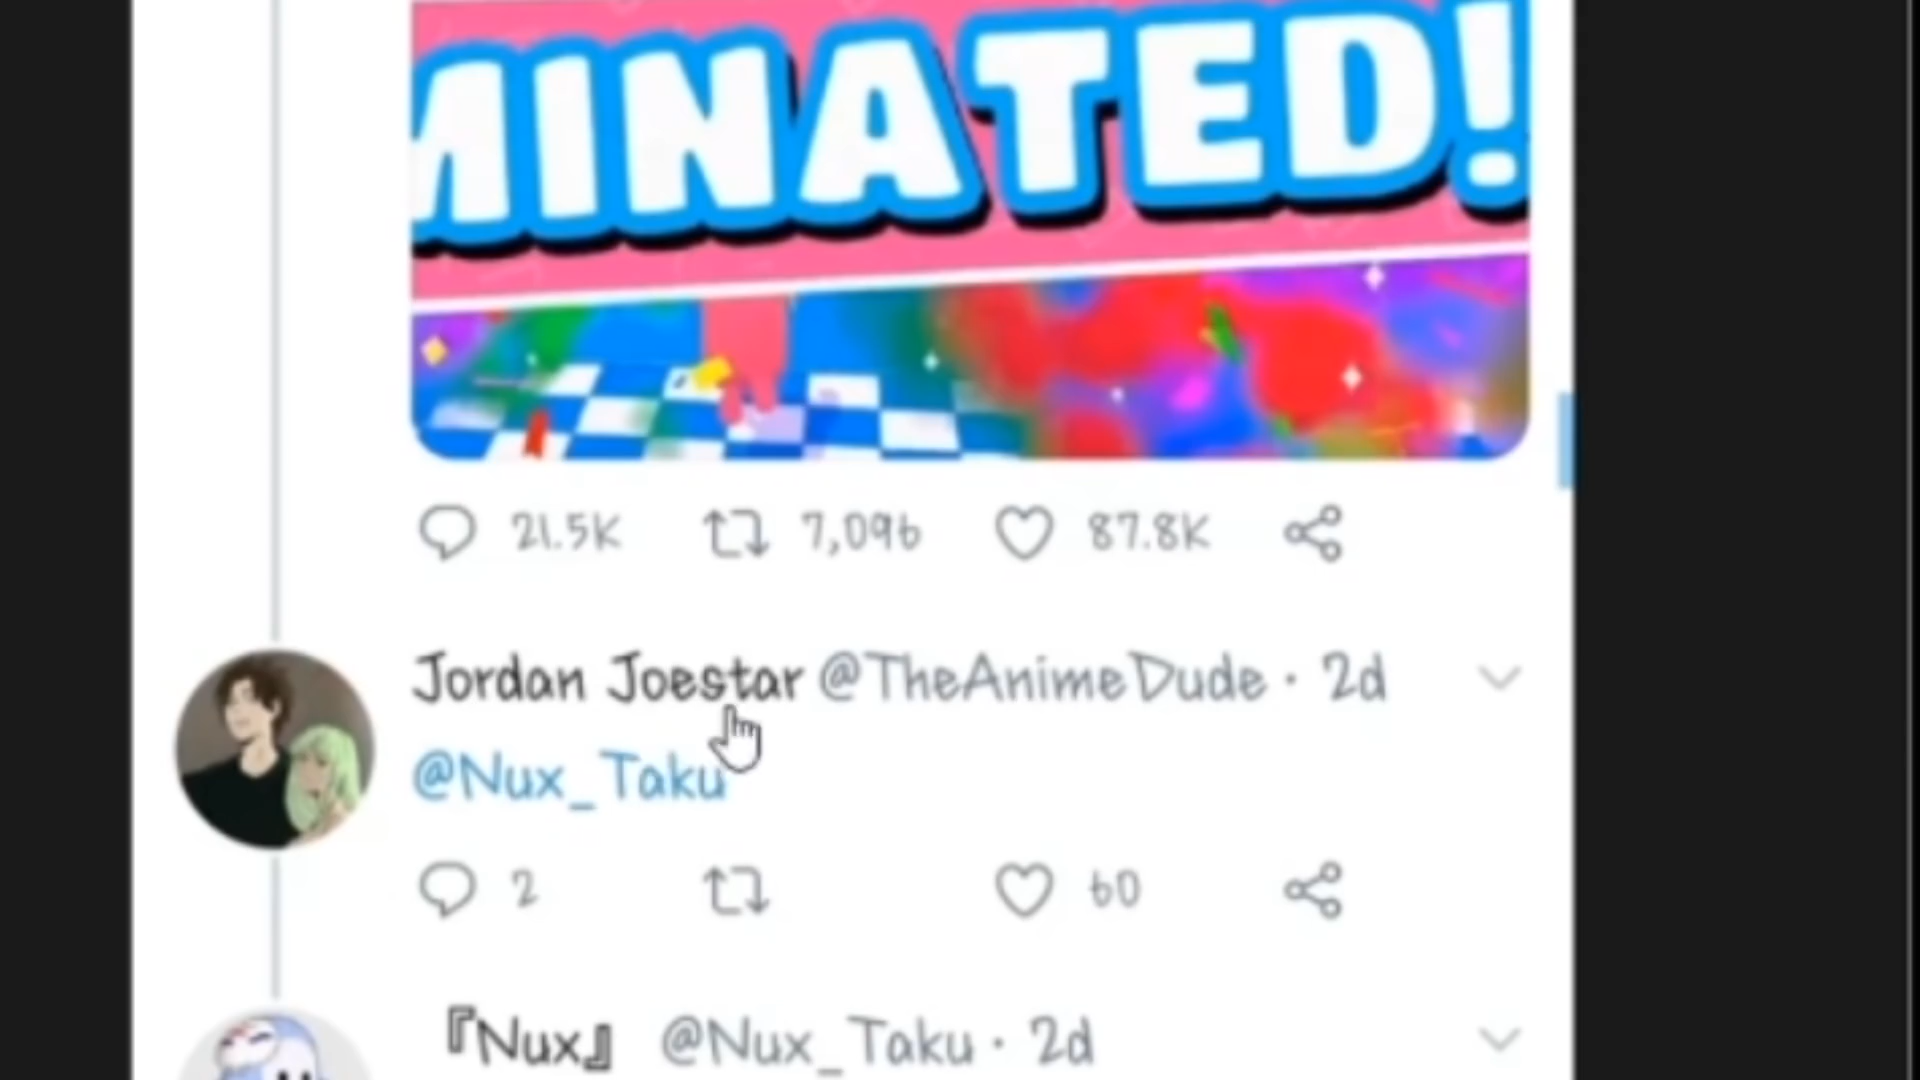 MINATED!
21.5K 7,096 87.8K
Jordan Joestar @TheAnimeDude · 2d
@Nux_Taku
2 60
『Nux』 @Nux_Taku · 2d